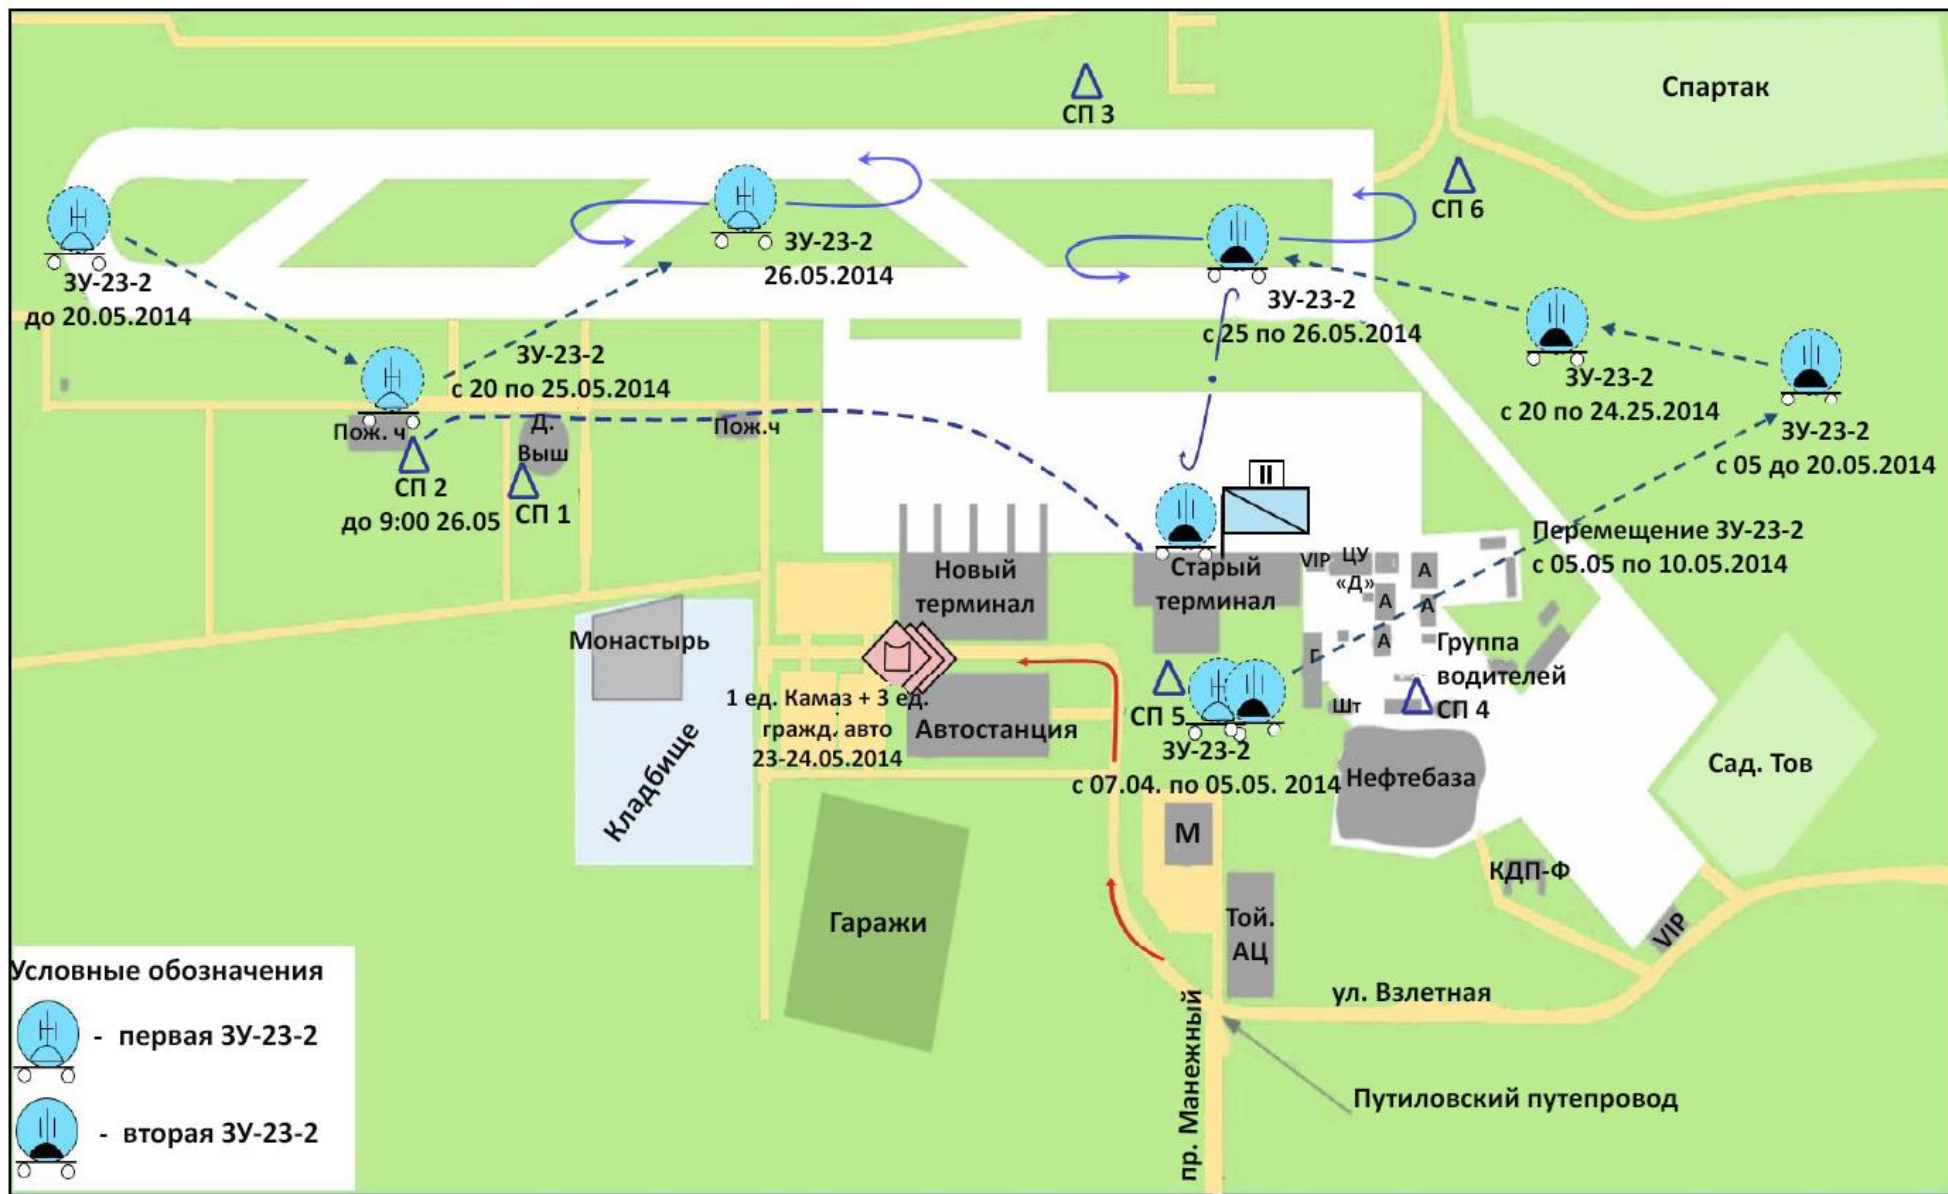 Спартак
СП 3
СП 6
ЗУ-23-2
до 20.05.2014
ЗУ-23-2
26.05.2014
ЗУ-23-2
с 25 по 26.05.2014
ЗУ-23-2
с 20 по 25.05.2014
ЗУ-23-2
с 20 по 24.25.2014
ЗУ-23-2
с 05 до 20.05.2014
Пож. ч
Д.
Выш
Пож.ч
СП 2
до 9:00 26.05
СП 1
II
Перемещение ЗУ-23-2
с 05.05 по 10.05.2014
Новый
терминал
Старый
терминал
VIP
ЦУ
«Д»
А
А
А
А
Г
Группа
водителей
Монастырь
Кладбище
1 ед. Камаз + 3 ед.
гражд. авто
23-24.05.2014
Автостанция
СП 5
ЗУ-23-2
с 07.04. по 05.05. 2014
Шт
СП 4
Нефтебаза
Сад. Тов
М
КДП-Ф
VIP
Гаражи
Той.
АЦ
ул. Взлетная
пр. Манежный
Путиловский путепровод
Условные обозначения
- первая ЗУ-23-2
- вторая ЗУ-23-2